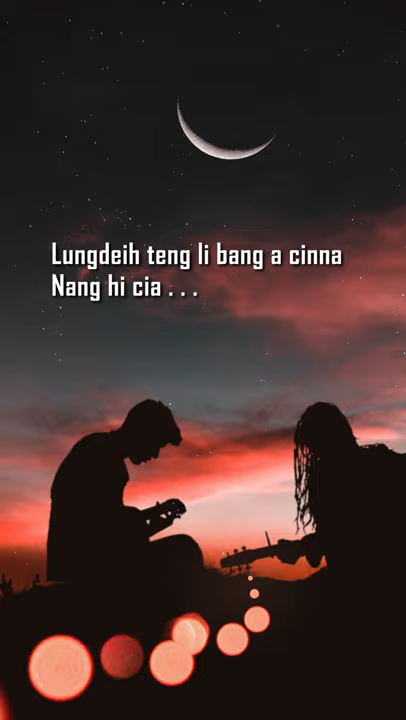 Lungdeih teng li bang a cinna
Nang hi cia . . .